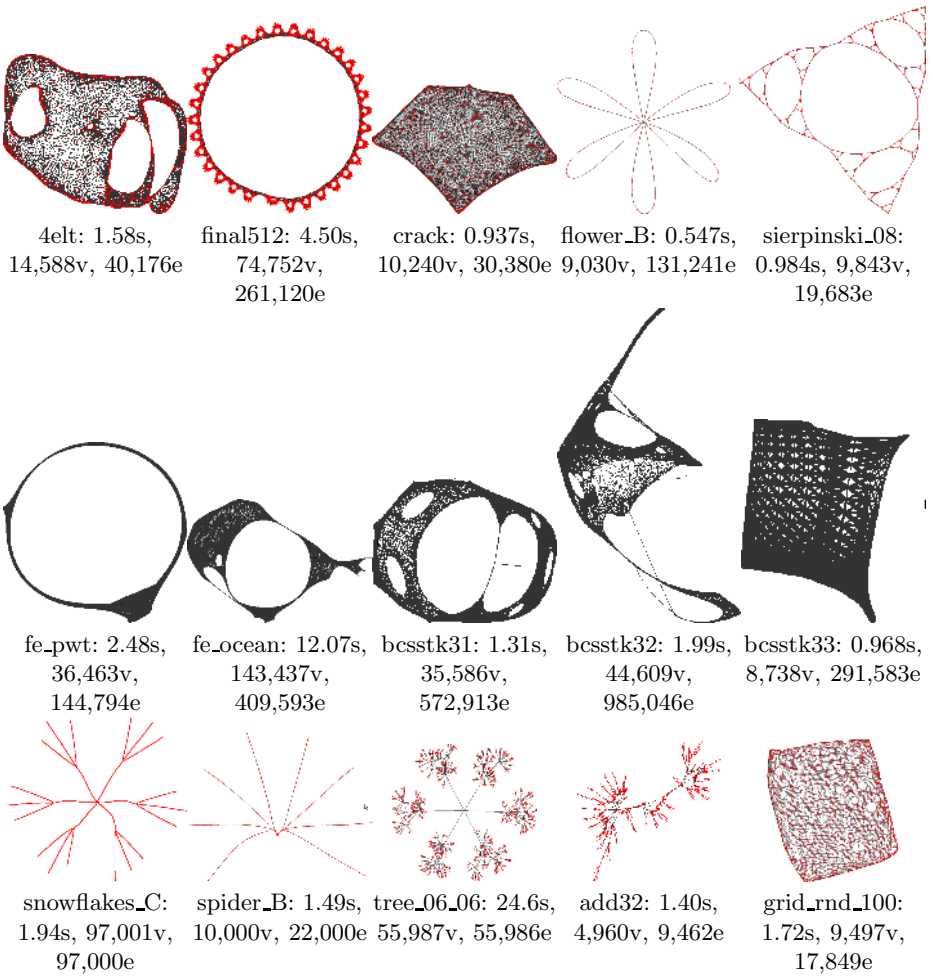 4elt: 1.58s,
14,588v, 40,176e
final512: 4.50s,
74,752v,
261,120e
crack: 0.937s,
10,240v, 30,380e
flower_B: 0.547s,
9,030v, 131,241e
sierpinski_08:
0.984s, 9,843v,
19,683e
fe_pwt: 2.48s,
36,463v,
144,794e
fe_ocean: 12.07s,
143,437v,
409,593e
bcsstk31: 1.31s,
35,586v,
572,913e
bcsstk32: 1.99s,
44,609v,
985,046e
bcsstk33: 0.968s,
8,738v, 291,583e
snowflakes_C:
1.94s, 97,001v,
97,000e
spider_B: 1.49s,
10,000v, 22,000e
tree_06_06: 24.6s,
55,987v, 55,986e
add32: 1.40s,
4,960v, 9,462e
grid_rnd_100:
1.72s, 9,497v,
17,849e